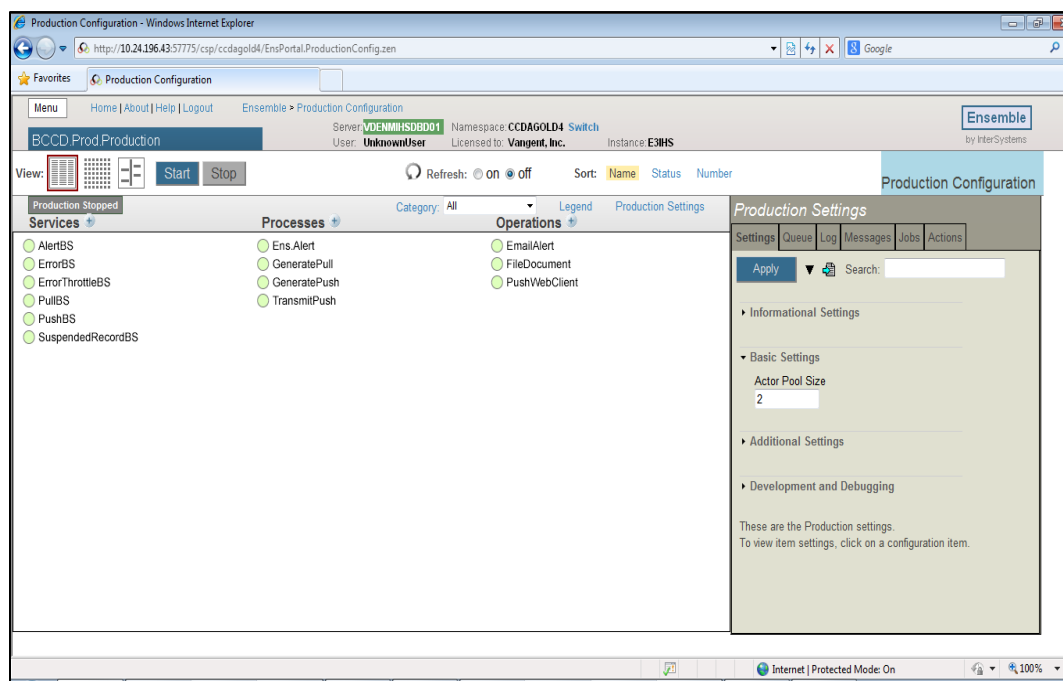 Production Configuration - Windows Internet Explorer
http://10.24.196.43:57775/csp/ccdagold4/EnsPortal.ProductionConfig.zen
Google
Favorites
Production Configuration
Menu
Home | About | Help | Logout
Ensemble > Production Configuration
Server: VDENMIHSDBD01 Namespace: CCDAGOLD4 Switch
Ensemble
by InterSystems
BCCD.Prod.Production
User: UnknownUser Licensed to: Vangent, Inc. Instance: E3IHS
View:
Start
Stop
Refresh: on off
Sort: Name Status Number
Production Configuration
Production Stopped
Category: All
Legend
Production Settings
Services
Processes
Operations
AlertBS
ErrorBS
ErrorThrottleBS
PullBS
PushBS
SuspendedRecordBS
Ens.Alert
GeneratePull
GeneratePush
TransmitPush
EmailAlert
FileDocument
PushWebClient
Production Settings
Settings Queue Log Messages Jobs Actions
Apply
Search:
Informational Settings
Basic Settings
Actor Pool Size
2
Additional Settings
Development and Debugging
These are the Production settings.
To view item settings, click on a configuration item.
Internet | Protected Mode: On
100%